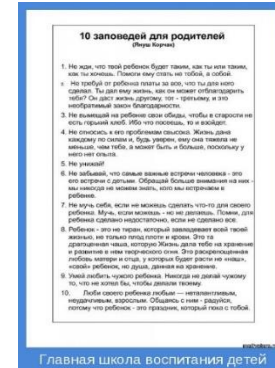 10 заповедей для родителей
(Януш Корчак)
1. Не жди, что твой ребенок будет таким, как ты или таким,
как ты хочешь. Помоги ему стать не тобой, а собой.
Не требуй от ребенка платы за все, что ты для него
сделал. Ты дал ему жизнь, как он может отблагодарить
тебя? Он даст жизнь другому, тот - третьему, и это
необратимый закон благодарности.
3. Не вымещай на ребенке свои обиды, чтобы в старости не
есть горький хлеб. Ибо что посеешь, то и взойдет.
4. Не относись к его проблемам свысока. Жизнь дана
каждому по силам и, будь уверен, ему она тяжела не
меньше, чем тебе, а может быть и больше, поскольку у
него нет опыта.
5. Не унижай!
6. Не забывай, что самые важные встречи человека - это
его встречи с детьми. Обращай больше внимания на них -
мы никогда не можем знать, кого мы встречаем в
ребенке.
7. Не мучь себя, если не можешь сделать что-то для своего
ребенка. Мучь, если можешь - но не делаешь. Помни, для
ребенка сделано недостаточно, если не сделано все.
8. Ребенок - это не тиран, который завладевает всей твоей
жизнью, не только плод плоти и крови. Это та
драгоценная чаша, которую Жизнь дала тебе на хранение
и развитие в нем творческого огня. Это раскрепощенная
любовь матери и отца, у которых будет расти не «наш»,
«свой» ребенок, но душа, данная на хранение.
9. Умей любить чужого ребенка. Никогда не делай чужому
то, что не хотел бы, чтобы делали твоему.
10. Люби своего ребенка любым - неталантливым,
неудачливым, взрослым. Общаясь с ним - радуйся,
потому что ребенок - это праздник, который пока с тобой.
Главная школа воспитания детей